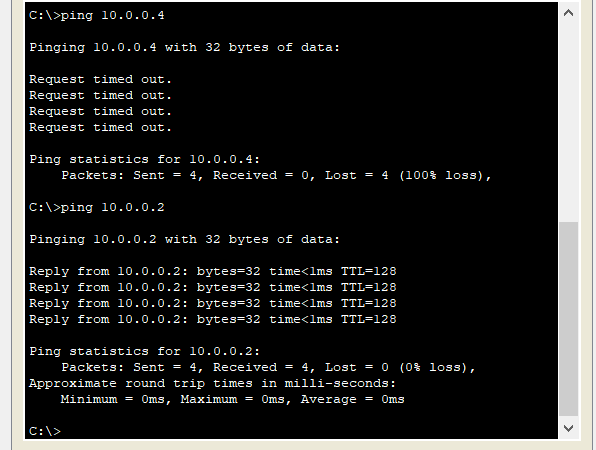 C:\>ping 10.0.0.4
Pinging 10.0.0.4 with 32 bytes of data:
Request timed out.
Request timed out.
Request timed out.
Request timed out.
Ping statistics for 10.0.0.4:
Packets: Sent = 4, Received = 0, Lost = 4 (100% loss),
C:\>ping 10.0.0.2
Pinging 10.0.0.2 with 32 bytes of data:
Reply from 10.0.0.2: bytes=32 time<1ms TTL=128
Reply from 10.0.0.2: bytes=32 time<1ms TTL=128
Reply from 10.0.0.2: bytes=32 time<1ms TTL=128
Reply from 10.0.0.2: bytes=32 time<1ms TTL=128
Ping statistics for 10.0.0.2:
Packets: Sent = 4, Received = 4, Lost = 0 (0% loss),
Approximate round trip times in milli-seconds:
Minimum = 0ms, Maximum = 0ms, Average = 0ms
C:\>